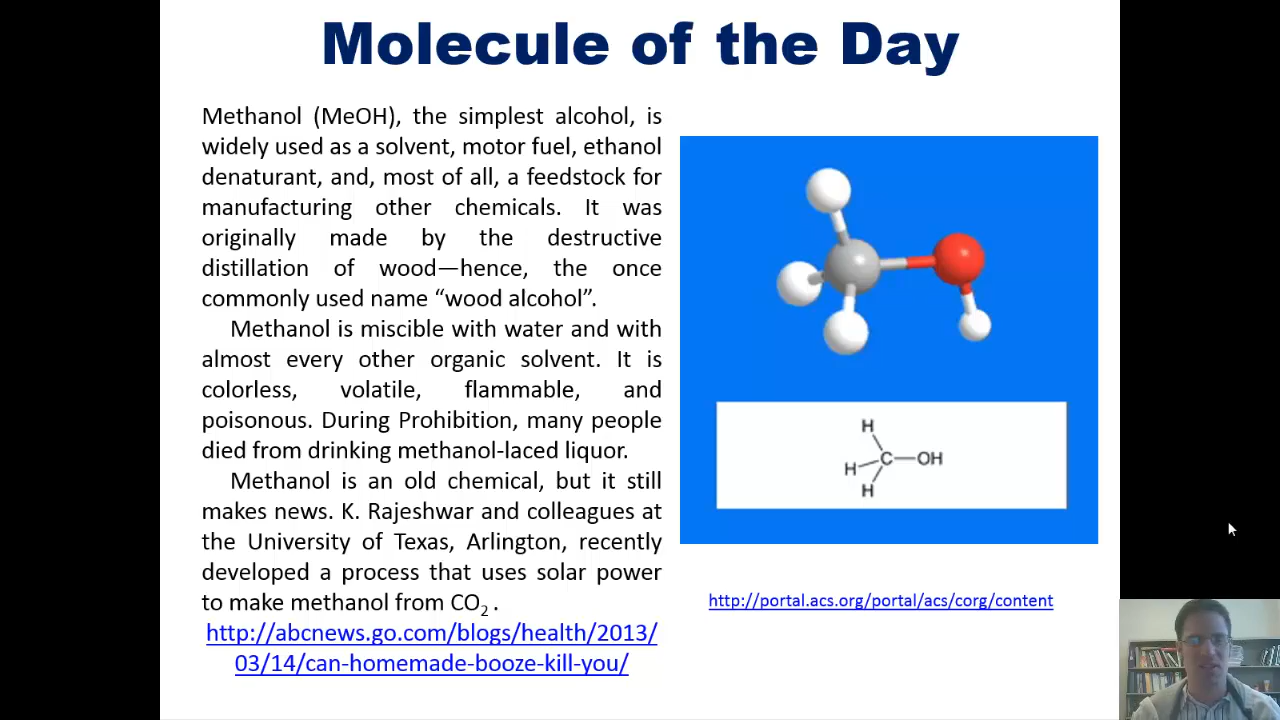 Molecule of the Day
Methanol (MeOH), the simplest alcohol, is
widely used as a solvent, motor fuel, ethanol
denaturant, and, most of all, a feedstock for
manufacturing other chemicals. It was
originally made by the destructive
distillation of wood—hence, the once
commonly used name “wood alcohol”.
Methanol is miscible with water and with
almost every other organic solvent. It is
colorless, volatile, flammable, and
poisonous. During Prohibition, many people
died from drinking methanol-laced liquor.
Methanol is an old chemical, but it still
makes news. K. Rajeshwar and colleagues at
the University of Texas, Arlington, recently
developed a process that uses solar power
to make methanol from CO₂ .
http://abcnews.go.com/blogs/health/2013/
03/14/can-homemade-booze-kill-you/
H
H C OH
H
http://portal.acs.org/portal/acs/corg/content